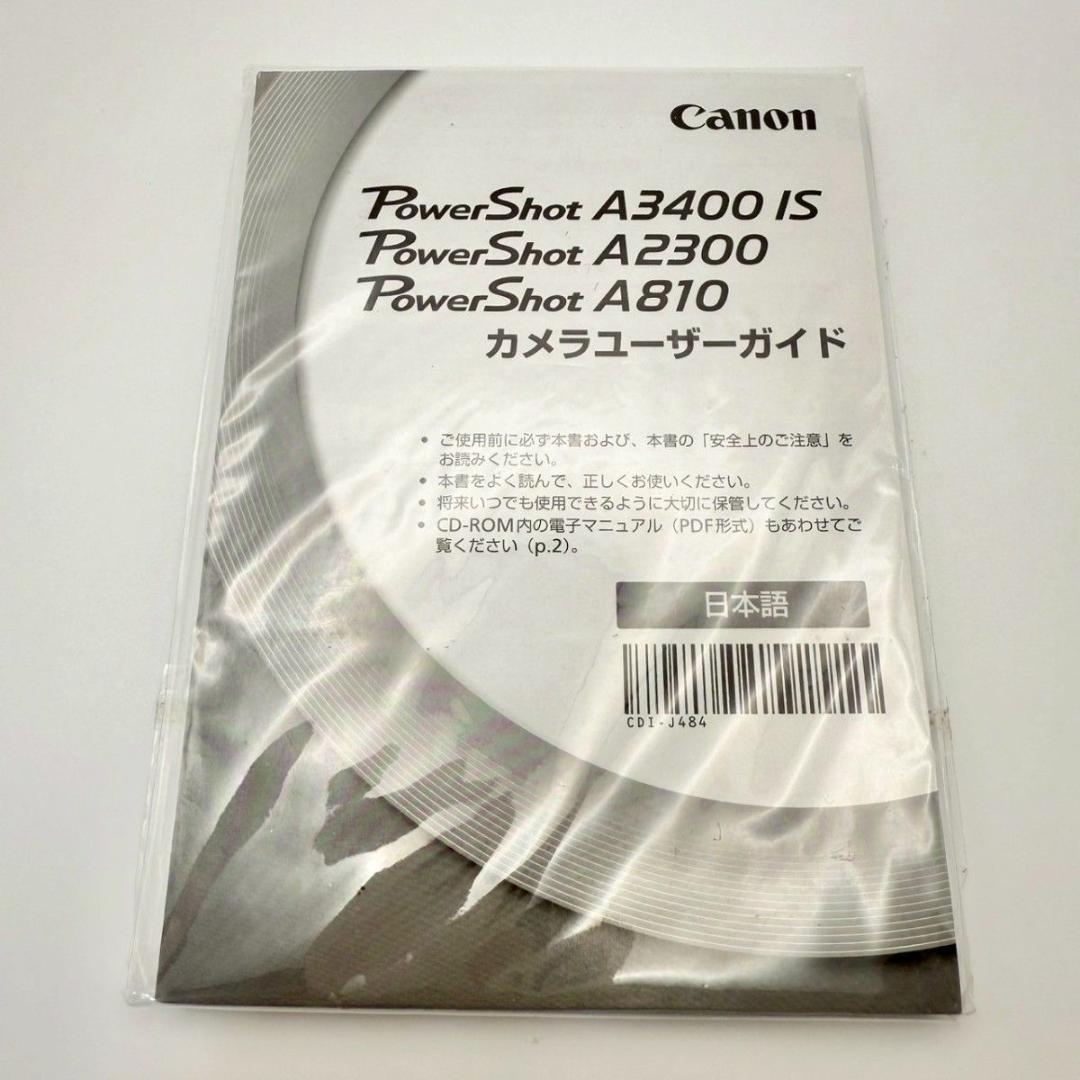 Canon
PowerShot A3400 IS
PowerShot A2300
PowerShot A810
カメラユーザーガイド
• ご使用前に必ず本書および、本書の「安全上のご注意」を
お読みください。
• 本書をよく読んで、正しくお使いください。
• 将来いつでも使用できるように大切に保管してください。
• CD-ROM内の電子マニュアル（PDF形式）もあわせてご
覧ください（p.2）。
日本語
CDI-J484